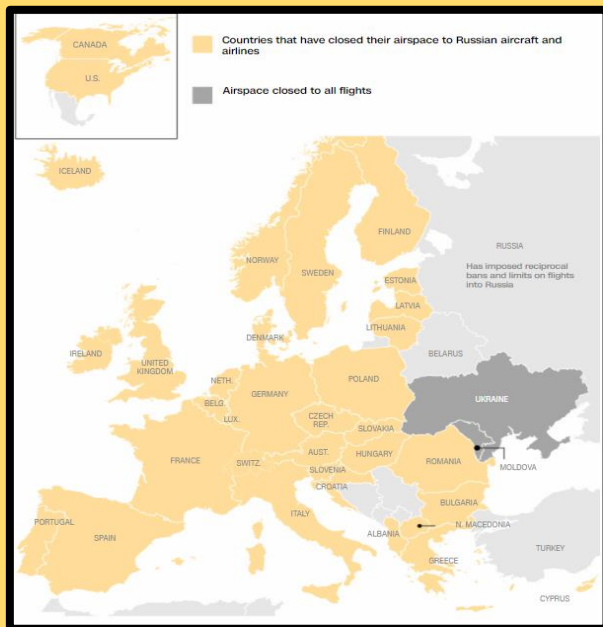 CANADA
U.S.
Countries that have closed their airspace to Russian aircraft and
airlines
Airspace closed to all flights
ICELAND
FINLAND
RUSSIA
NORWAY
SWEDEN
Has imposed reciprocal
bans and limits on flights
into Russia
ESTONIA
LATVIA
LITHUANIA
DENMARK
IRELAND
UNITED
KINGDOM
BELARUS
NETH.
POLAND
BELG.
GERMANY
UKRAINE
LUX.
CZECH
REP.
SLOVAKIA
FRANCE
SWITZ.
AUST.
HUNGARY
ROMANIA
MOLDOVA
SLOVENIA
CROATIA
ITALY
BULGARIA
PORTUGAL
SPAIN
ALBANIA
N. MACEDONIA
GREECE
TURKEY
CYPRUS